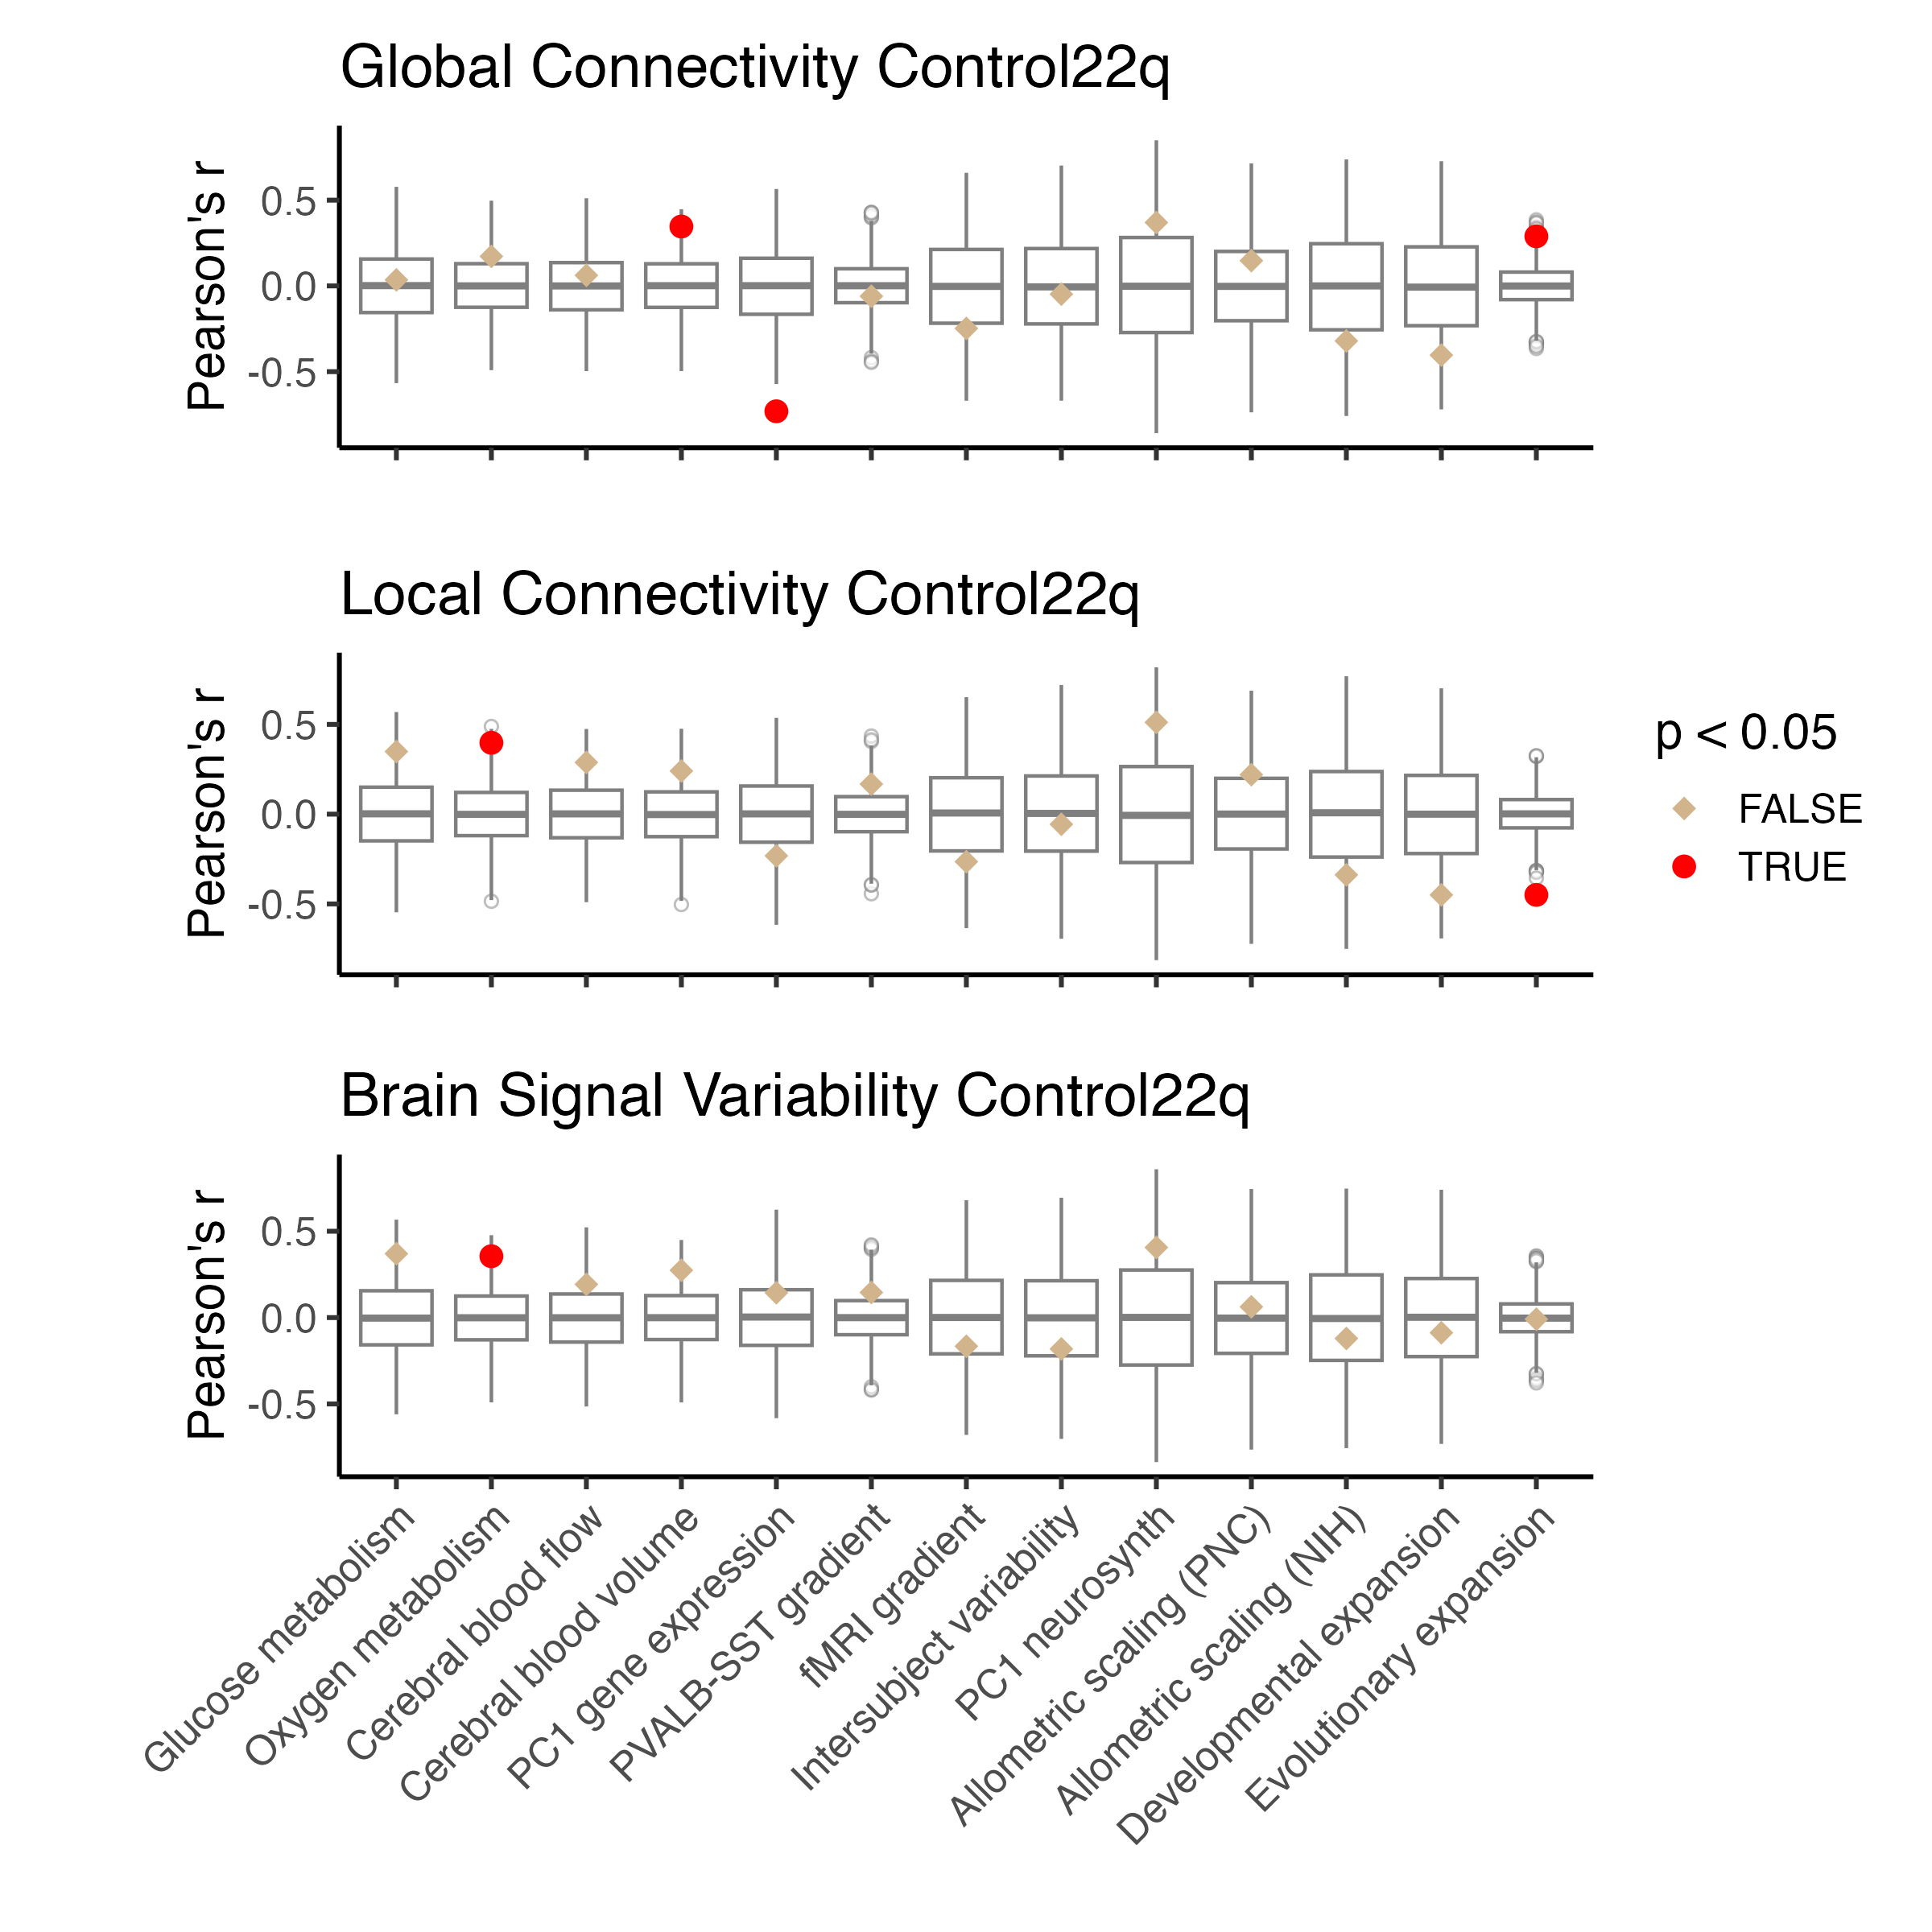 Global Connectivity Control22q
Pearson's r
0.5
0.0
-0.5
Local Connectivity Control22q
Pearson's r
0.5
0.0
-0.5
p < 0.05
FALSE
TRUE
Brain Signal Variability Control22q
Pearson's r
0.5
0.0
-0.5
Glucose metabolism
Oxygen metabolism
Cerebral blood flow
Cerebral blood volume
PC1 gene expression
PVALB-SST gradient
fMRI gradient
Intersubject variability
PC1 neurosynth
Allometric scaling (PNC)
Allometric scaling (NIH)
Developmental expansion
Evolutionary expansion